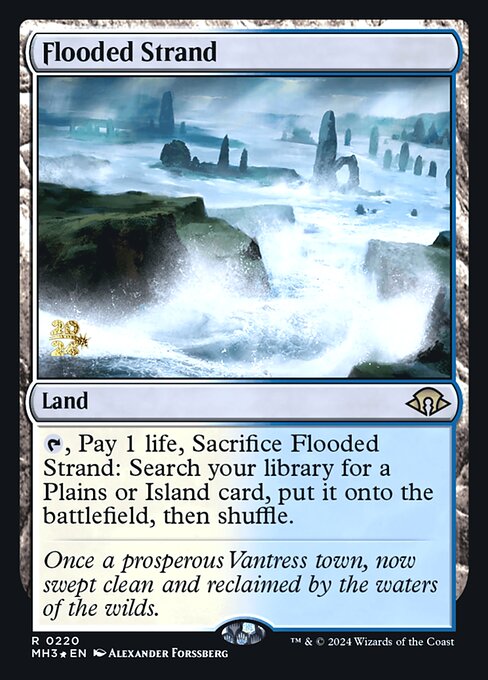 Flooded Strand
20
24
Land
, Pay 1 life, Sacrifice Flooded
Strand: Search your library for a
Plains or Island card, put it onto the
battlefield, then shuffle.
Once a prosperous Vantress town, now
swept clean and reclaimed by the waters
of the wilds.
R 0220
MH3★EN Alexander Forssberg
™ & © 2024 Wizards of the Coast